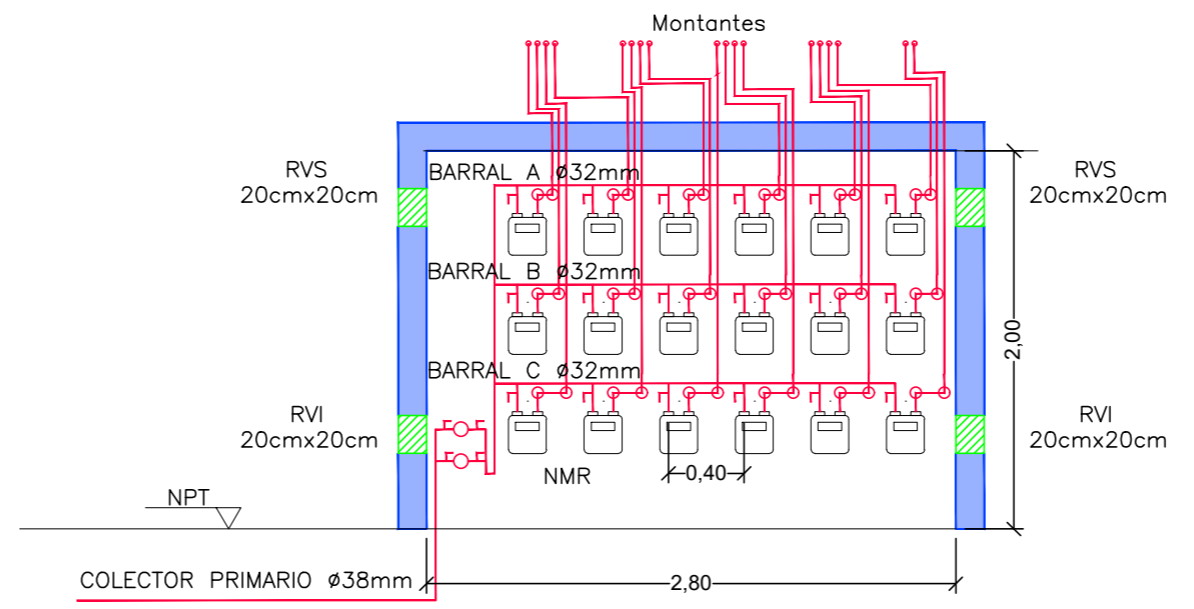 Montantes
RVS
20cmx20cm
BARRAL A ø32mm
RVS
20cmx20cm
BARRAL B ø32mm
2,00
BARRAL C ø32mm
RVI
20cmx20cm
RVI
20cmx20cm
NMR
0,40
NPT
COLECTOR PRIMARIO ø38mm
2,80